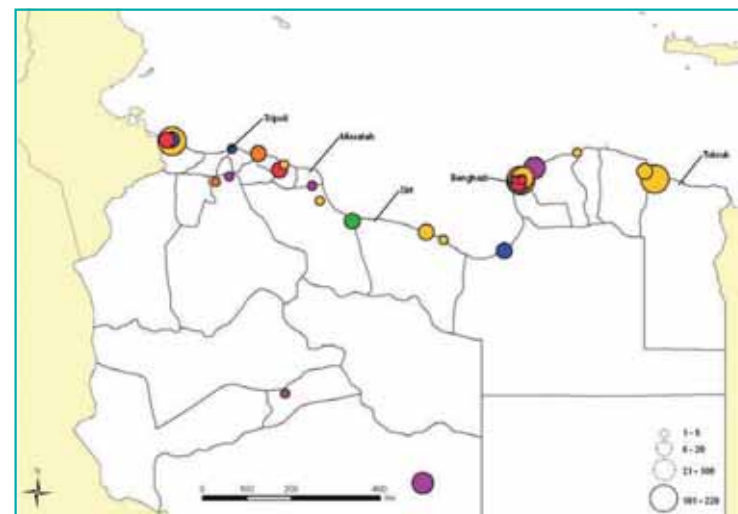 Tripoli
Misratah
Sirt
Benghazi
Tobruk
1 - 5
6 - 20
21 - 100
101 - 220
N
0 100 200 400